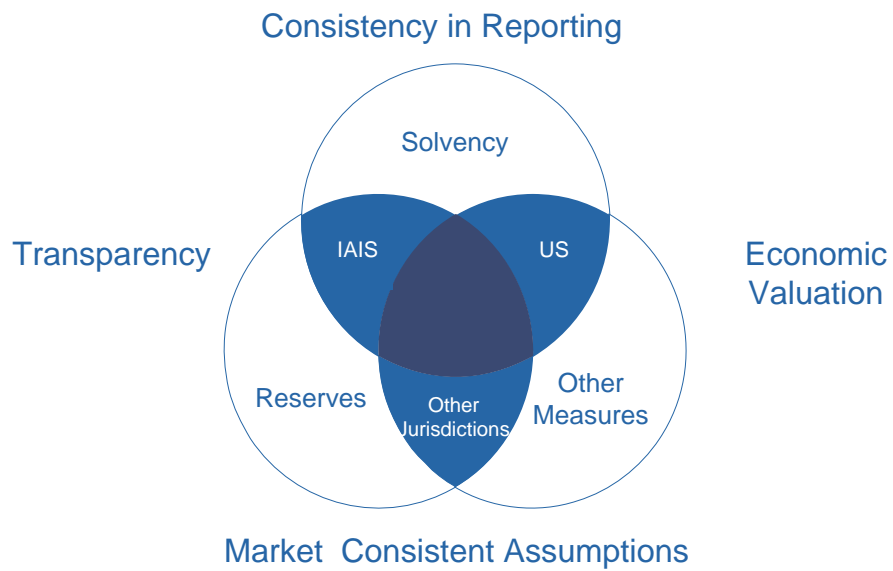 Consistency in Reporting
Solvency
IAIS
US
Transparency
Economic
Valuation
Reserves
Other
Jurisdictions
Other
Measures
Market Consistent Assumptions